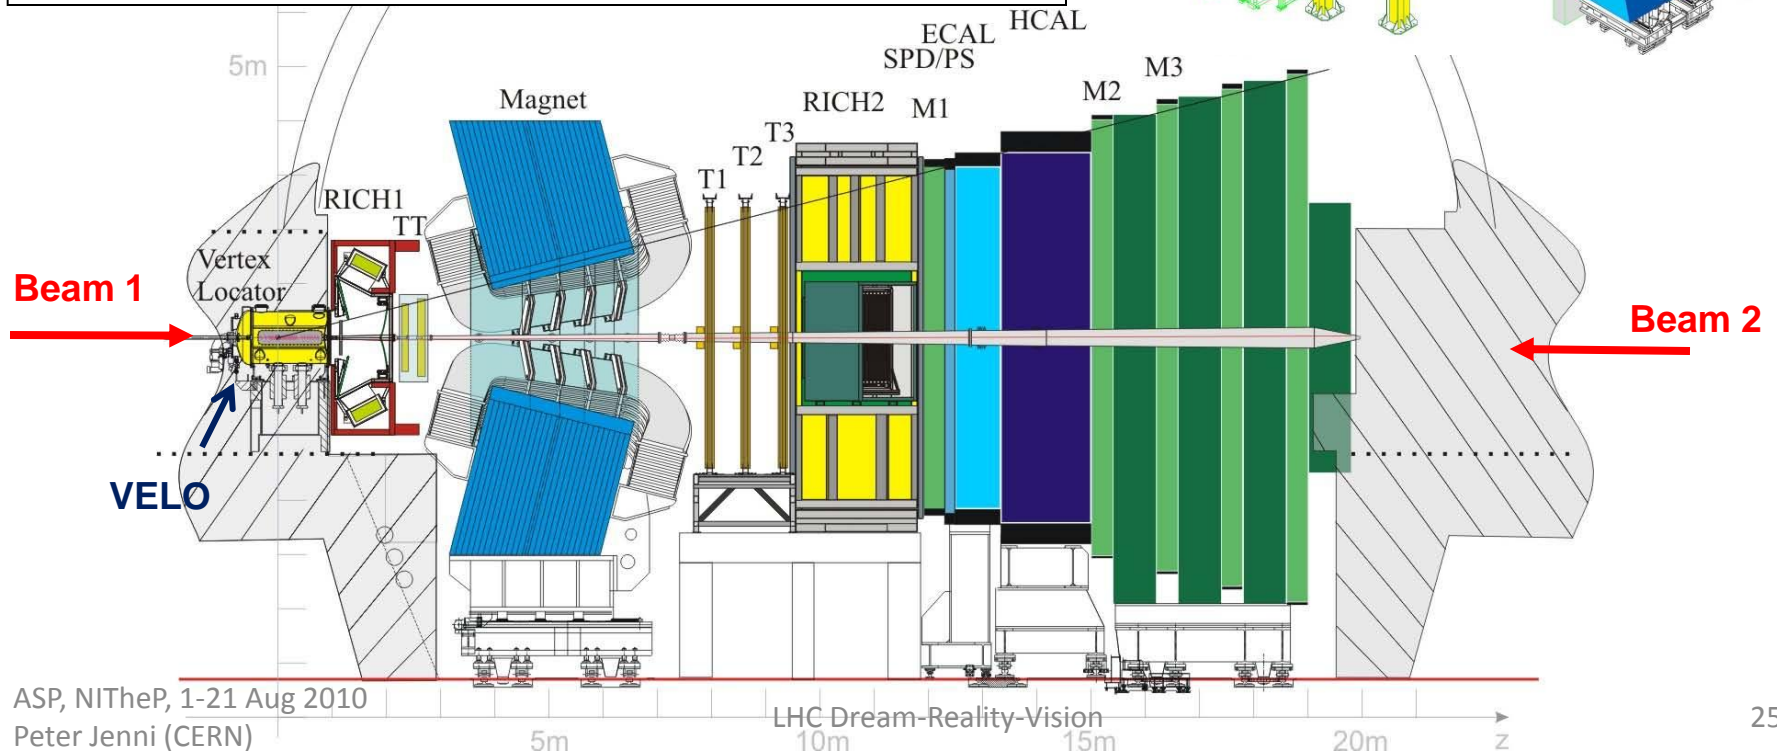 HCAL
ECAL
SPD/PS
5m
M3
M2
Magnet
RICH2
M1
T3
T2
T1
RICH1
TT
Vertex
Locator
Beam 1
Beam 2
VELO
ASP, NITheP, 1-21 Aug 2010
Peter Jenni (CERN)
LHC Dream-Reality-Vision
25
5m
10m
15m
20m
z